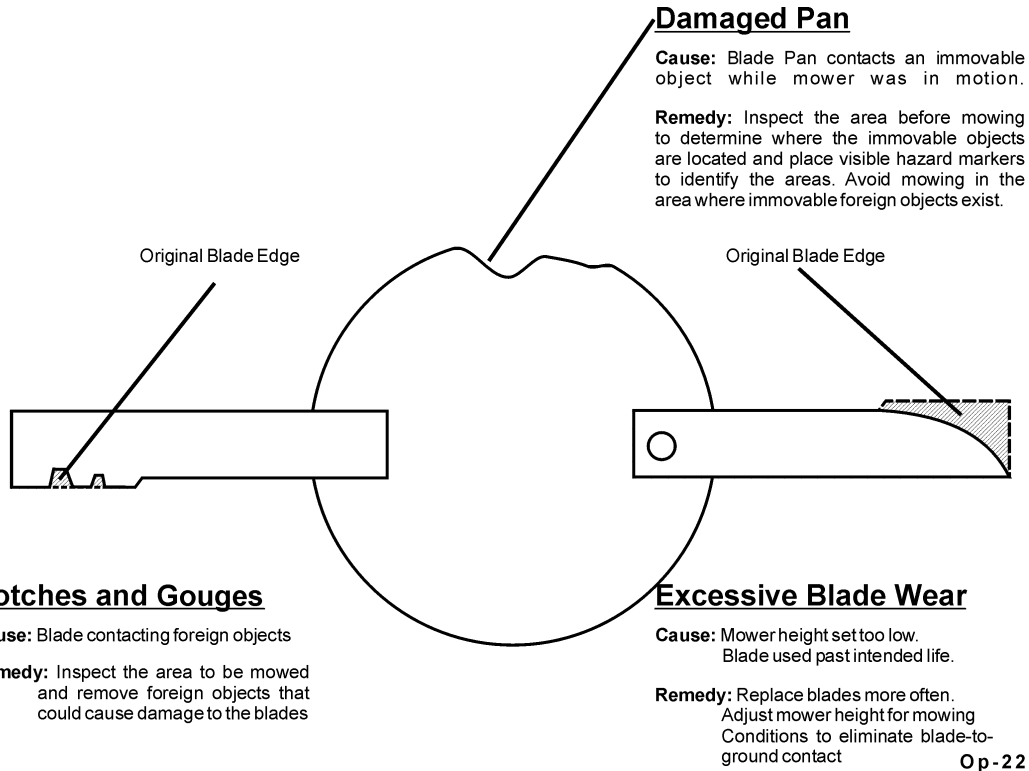 Damaged Pan
Cause: Blade Pan contacts an immovable
object while mower was in motion.
Remedy: Inspect the area before mowing
to determine where the immovable objects
are located and place visible hazard markers
to identify the areas. Avoid mowing in the
area where immovable foreign objects exist.
Original Blade Edge
Original Blade Edge
otches and Gouges
use: Blade contacting foreign objects
medy: Inspect the area to be mowed
and remove foreign objects that
could cause damage to the blades
Excessive Blade Wear
Cause: Mower height set too low.
Blade used past intended life.
Remedy: Replace blades more often.
Adjust mower height for mowing
Conditions to eliminate blade-to-
ground contact
Op-22